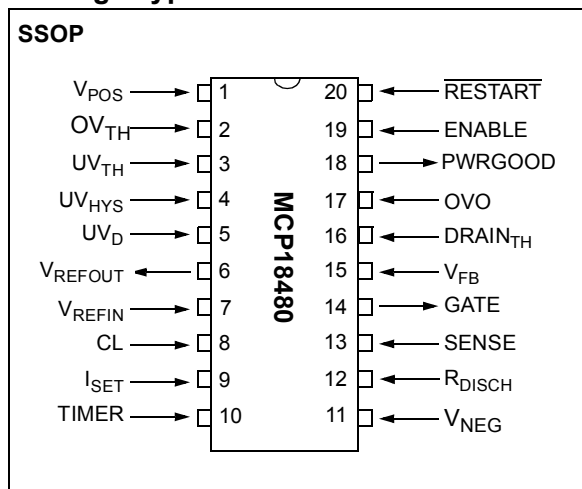 SSOP
VPOS 1 20 RESTART
OVTH 2 19 ENABLE
UVTH 3 18 PWRGOOD
UVHYS 4 17 OVO
UVD 5 16 DRAINTH
VREFOUT 6 15 VFB
VREFIN 7 14 GATE
CL 8 13 SENSE
ISET 9 12 RDISCH
TIMER 10 11 VNEG
MCP18480